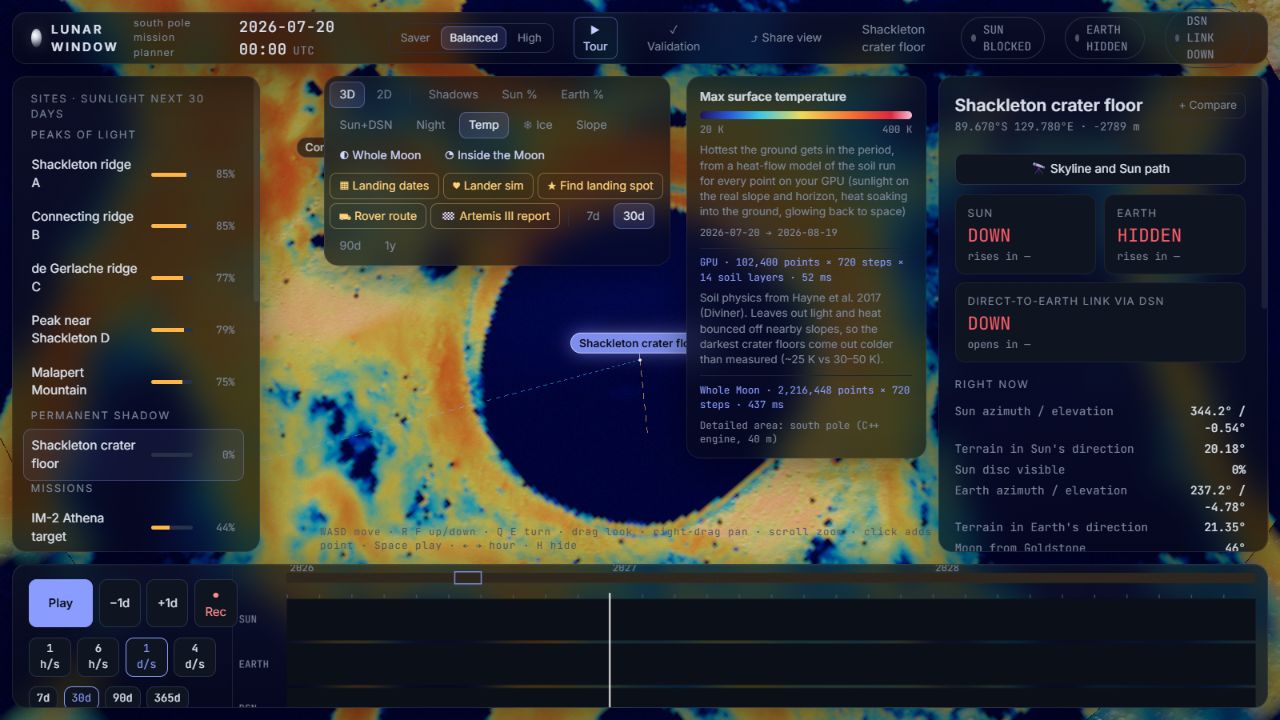 LUNAR
WINDOW
south pole
mission
planner
2026-07-20
00:00 UTC
Saver
Balanced
High
▶
Tour
✓
Validation
⤴ Share view
Shackleton
crater floor
SUN
BLOCKED
EARTH
HIDDEN
DSN
LINK
DOWN
SITES · SUNLIGHT NEXT 30
DAYS
PEAKS OF LIGHT
Shackleton ridge
A
85%
Connecting ridge
B
85%
de Gerlache ridge
C
77%
Peak near
Shackleton D
79%
Malapert
Mountain
75%
PERMANENT SHADOW
Shackleton crater
floor
0%
MISSIONS
IM-2 Athena
target
44%
3D 2D Shadows Sun % Earth %
Sun+DSN Night Temp ❄ Ice Slope
◐ Whole Moon ◔ Inside the Moon
▦ Landing dates ♥ Lander sim ★ Find landing spot
⛟ Rover route 🏁 Artemis III report 7d 30d
90d 1y
Con
Shackleton crater flo
Max surface temperature
20 K 400 K
Hottest the ground gets in the period,
from a heat-flow model of the soil run
for every point on your GPU (sunlight on
the real slope and horizon, heat soaking
into the ground, glowing back to space)
2026-07-20 → 2026-08-19
GPU · 102,400 points × 720 steps ×
14 soil layers · 52 ms
Soil physics from Hayne et al. 2017
(Diviner). Leaves out light and heat
bounced off nearby slopes, so the
darkest crater floors come out colder
than measured (~25 K vs 30–50 K).
Whole Moon · 2,216,448 points × 720
steps · 437 ms
Detailed area: south pole (C++
engine, 40 m)
Shackleton crater floor
+ Compare
89.670°S 129.780°E · -2789 m
🔭 Skyline and Sun path
SUN
DOWN
rises in —
EARTH
HIDDEN
rises in —
DIRECT-TO-EARTH LINK VIA DSN
DOWN
opens in —
RIGHT NOW
Sun azimuth / elevation 344.2° /
-0.54°
Terrain in Sun's direction 20.18°
Sun disc visible 0%
Earth azimuth / elevation 237.2° /
-4.78°
Terrain in Earth's direction 21.35°
Moon from Goldstone 46°
WASD move · R F up/down · Q E turn · drag look · right-drag pan · scroll zoom · click adds
point · Space play · ← → hour · H hide
Play
−1d
+1d
●
Rec
1
h/s
6
h/s
1
d/s
4
d/s
7d
30d
90d
365d
2026
2027
2028
SUN
EARTH
DSN